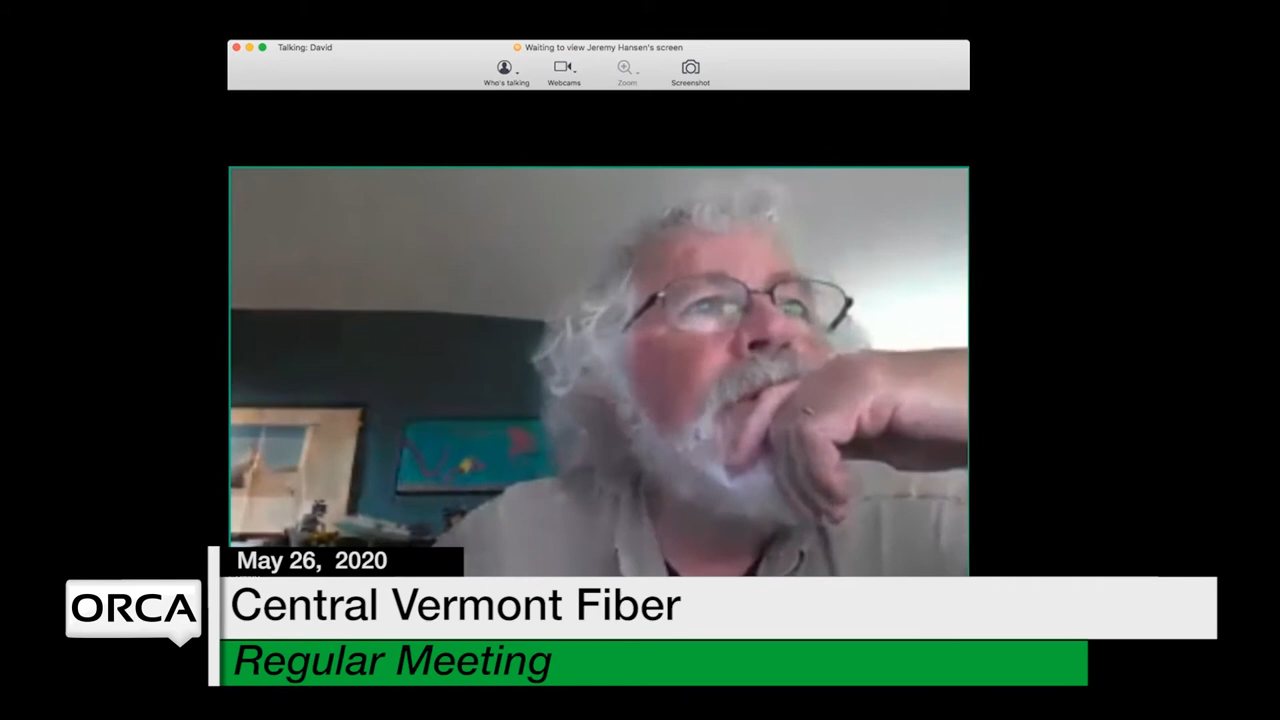 Talking: David
Waiting to view Jeremy Hansen's screen
Who's talking
Webcams
Zoom
Screenshot
May 26, 2020
ORCA
Central Vermont Fiber
Regular Meeting